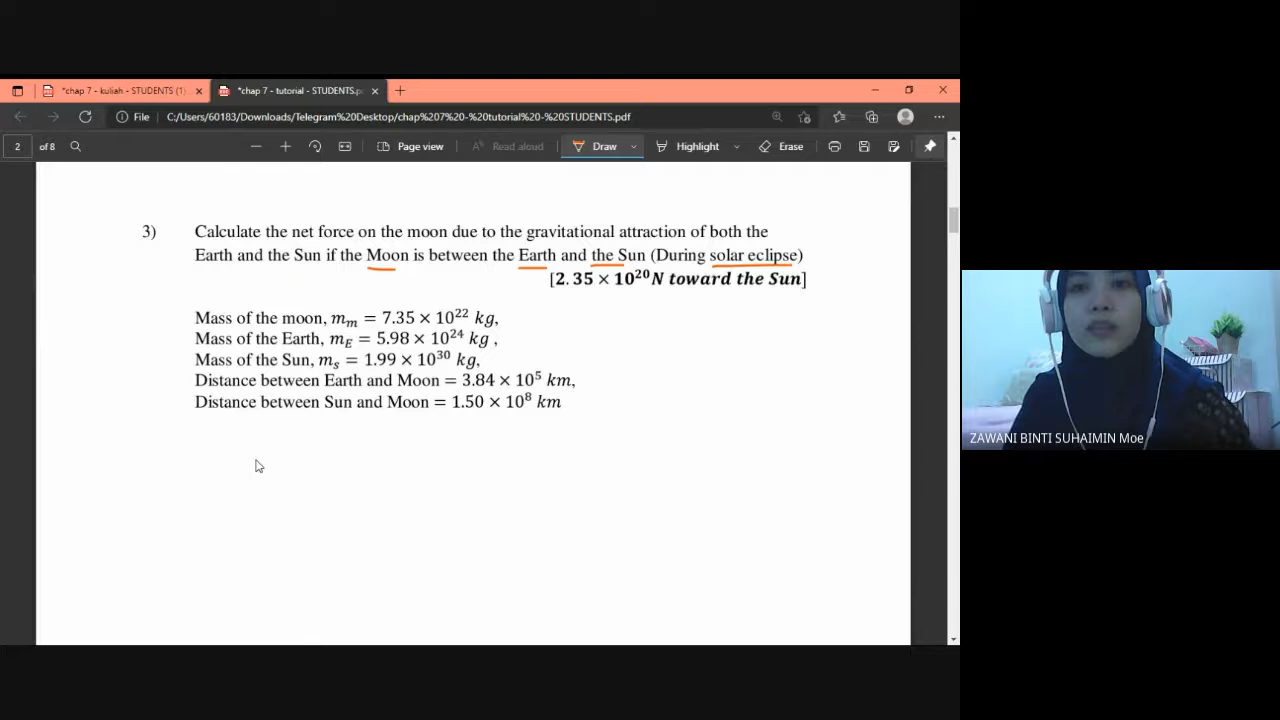 *chap 7 - kuliah - STUDENTS (1)
*chap 7 - tutorial - STUDENTS.p
File
C:/Users/60183/Downloads/Telegram%20Desktop/chap%207%20-%20tutorial%20-%20STUDENTS.pdf
2 of 8
Page view
Read aloud
Draw
Highlight
Erase
3) Calculate the net force on the moon due to the gravitational attraction of both the
Earth and the Sun if the Moon is between the Earth and the Sun (During solar eclipse)
[2.35 × 10²⁰N toward the Sun]
Mass of the moon, mₘ = 7.35 × 10²² kg,
Mass of the Earth, m_E = 5.98 × 10²⁴ kg ,
Mass of the Sun, mₛ = 1.99 × 10³⁰ kg,
Distance between Earth and Moon = 3.84 × 10⁵ km,
Distance between Sun and Moon = 1.50 × 10⁸ km
ZAWANI BINTI SUHAIMIN Moe